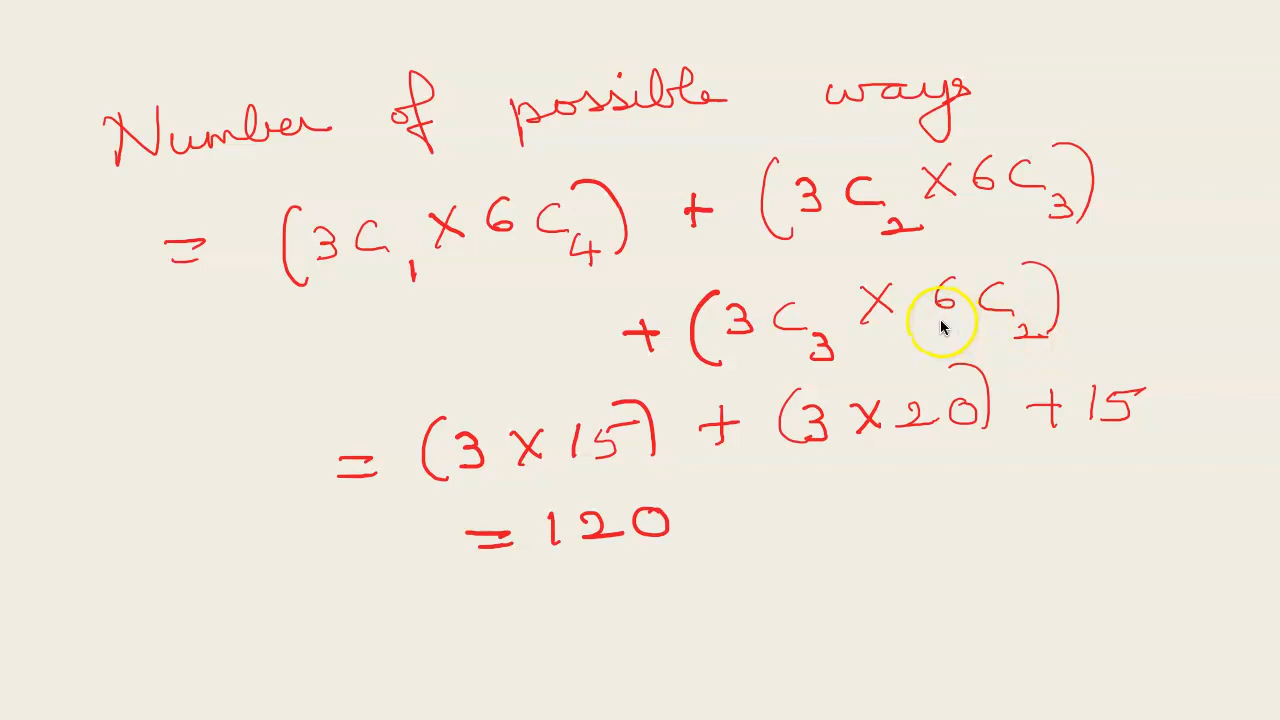 Number of possible ways
= (3C₁ X 6C₄) + (3C₂ X 6C₃)
+ (3C₃ X 6C₂)
= (3 X 15) + (3 X 20) + 15
= 120